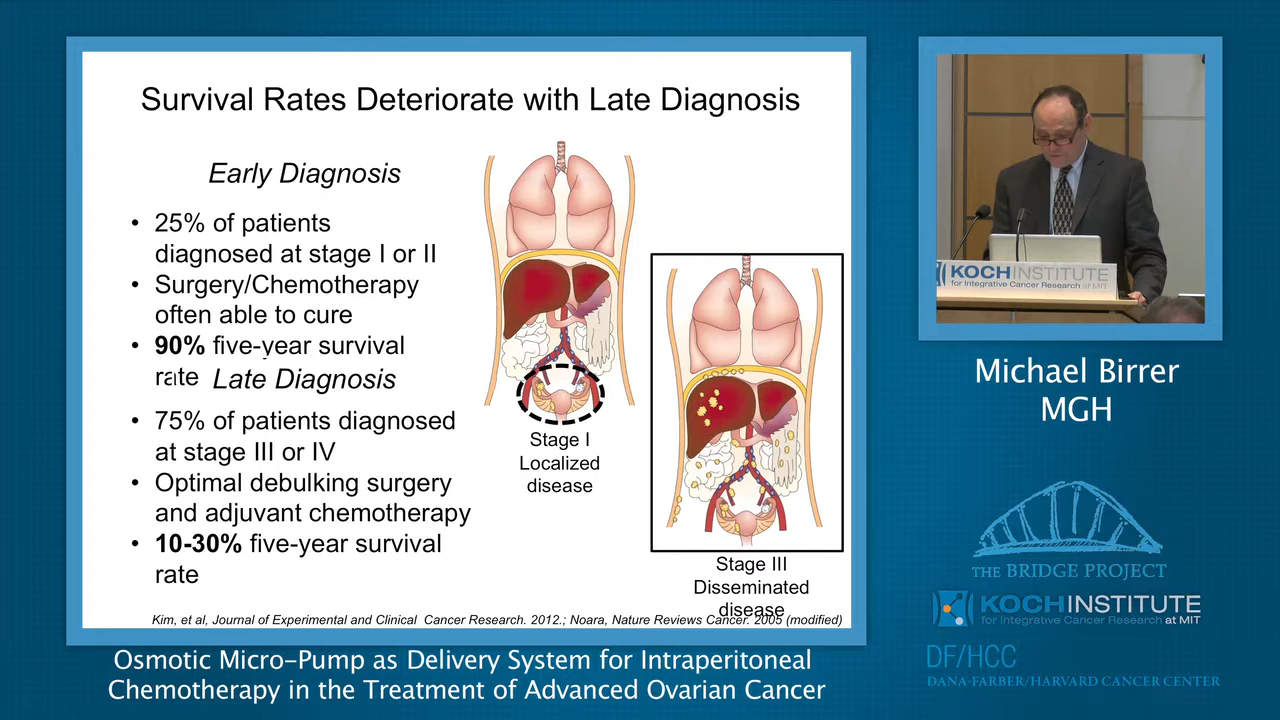 Survival Rates Deteriorate with Late Diagnosis
Early Diagnosis
• 25% of patients
diagnosed at stage I or II
• Surgery/Chemotherapy
often able to cure
• 90% five-year survival
rate
Late Diagnosis
• 75% of patients diagnosed
at stage III or IV
• Optimal debulking surgery
and adjuvant chemotherapy
• 10-30% five-year survival
rate
Stage I
Localized
disease
Stage III
Disseminated
disease
Kim, et al, Journal of Experimental and Clinical Cancer Research. 2012.; Noara, Nature Reviews Cancer. 2005 (modified)
KOCH INSTITUTE
for Integrative Cancer Research at MIT
Michael Birrer
MGH
THE BRIDGE PROJECT
KOCH INSTITUTE
for Integrative Cancer Research at MIT
DF/HCC
DANA-FARBER/HARVARD CANCER CENTER
Osmotic Micro-Pump as Delivery System for Intraperitoneal
Chemotherapy in the Treatment of Advanced Ovarian Cancer